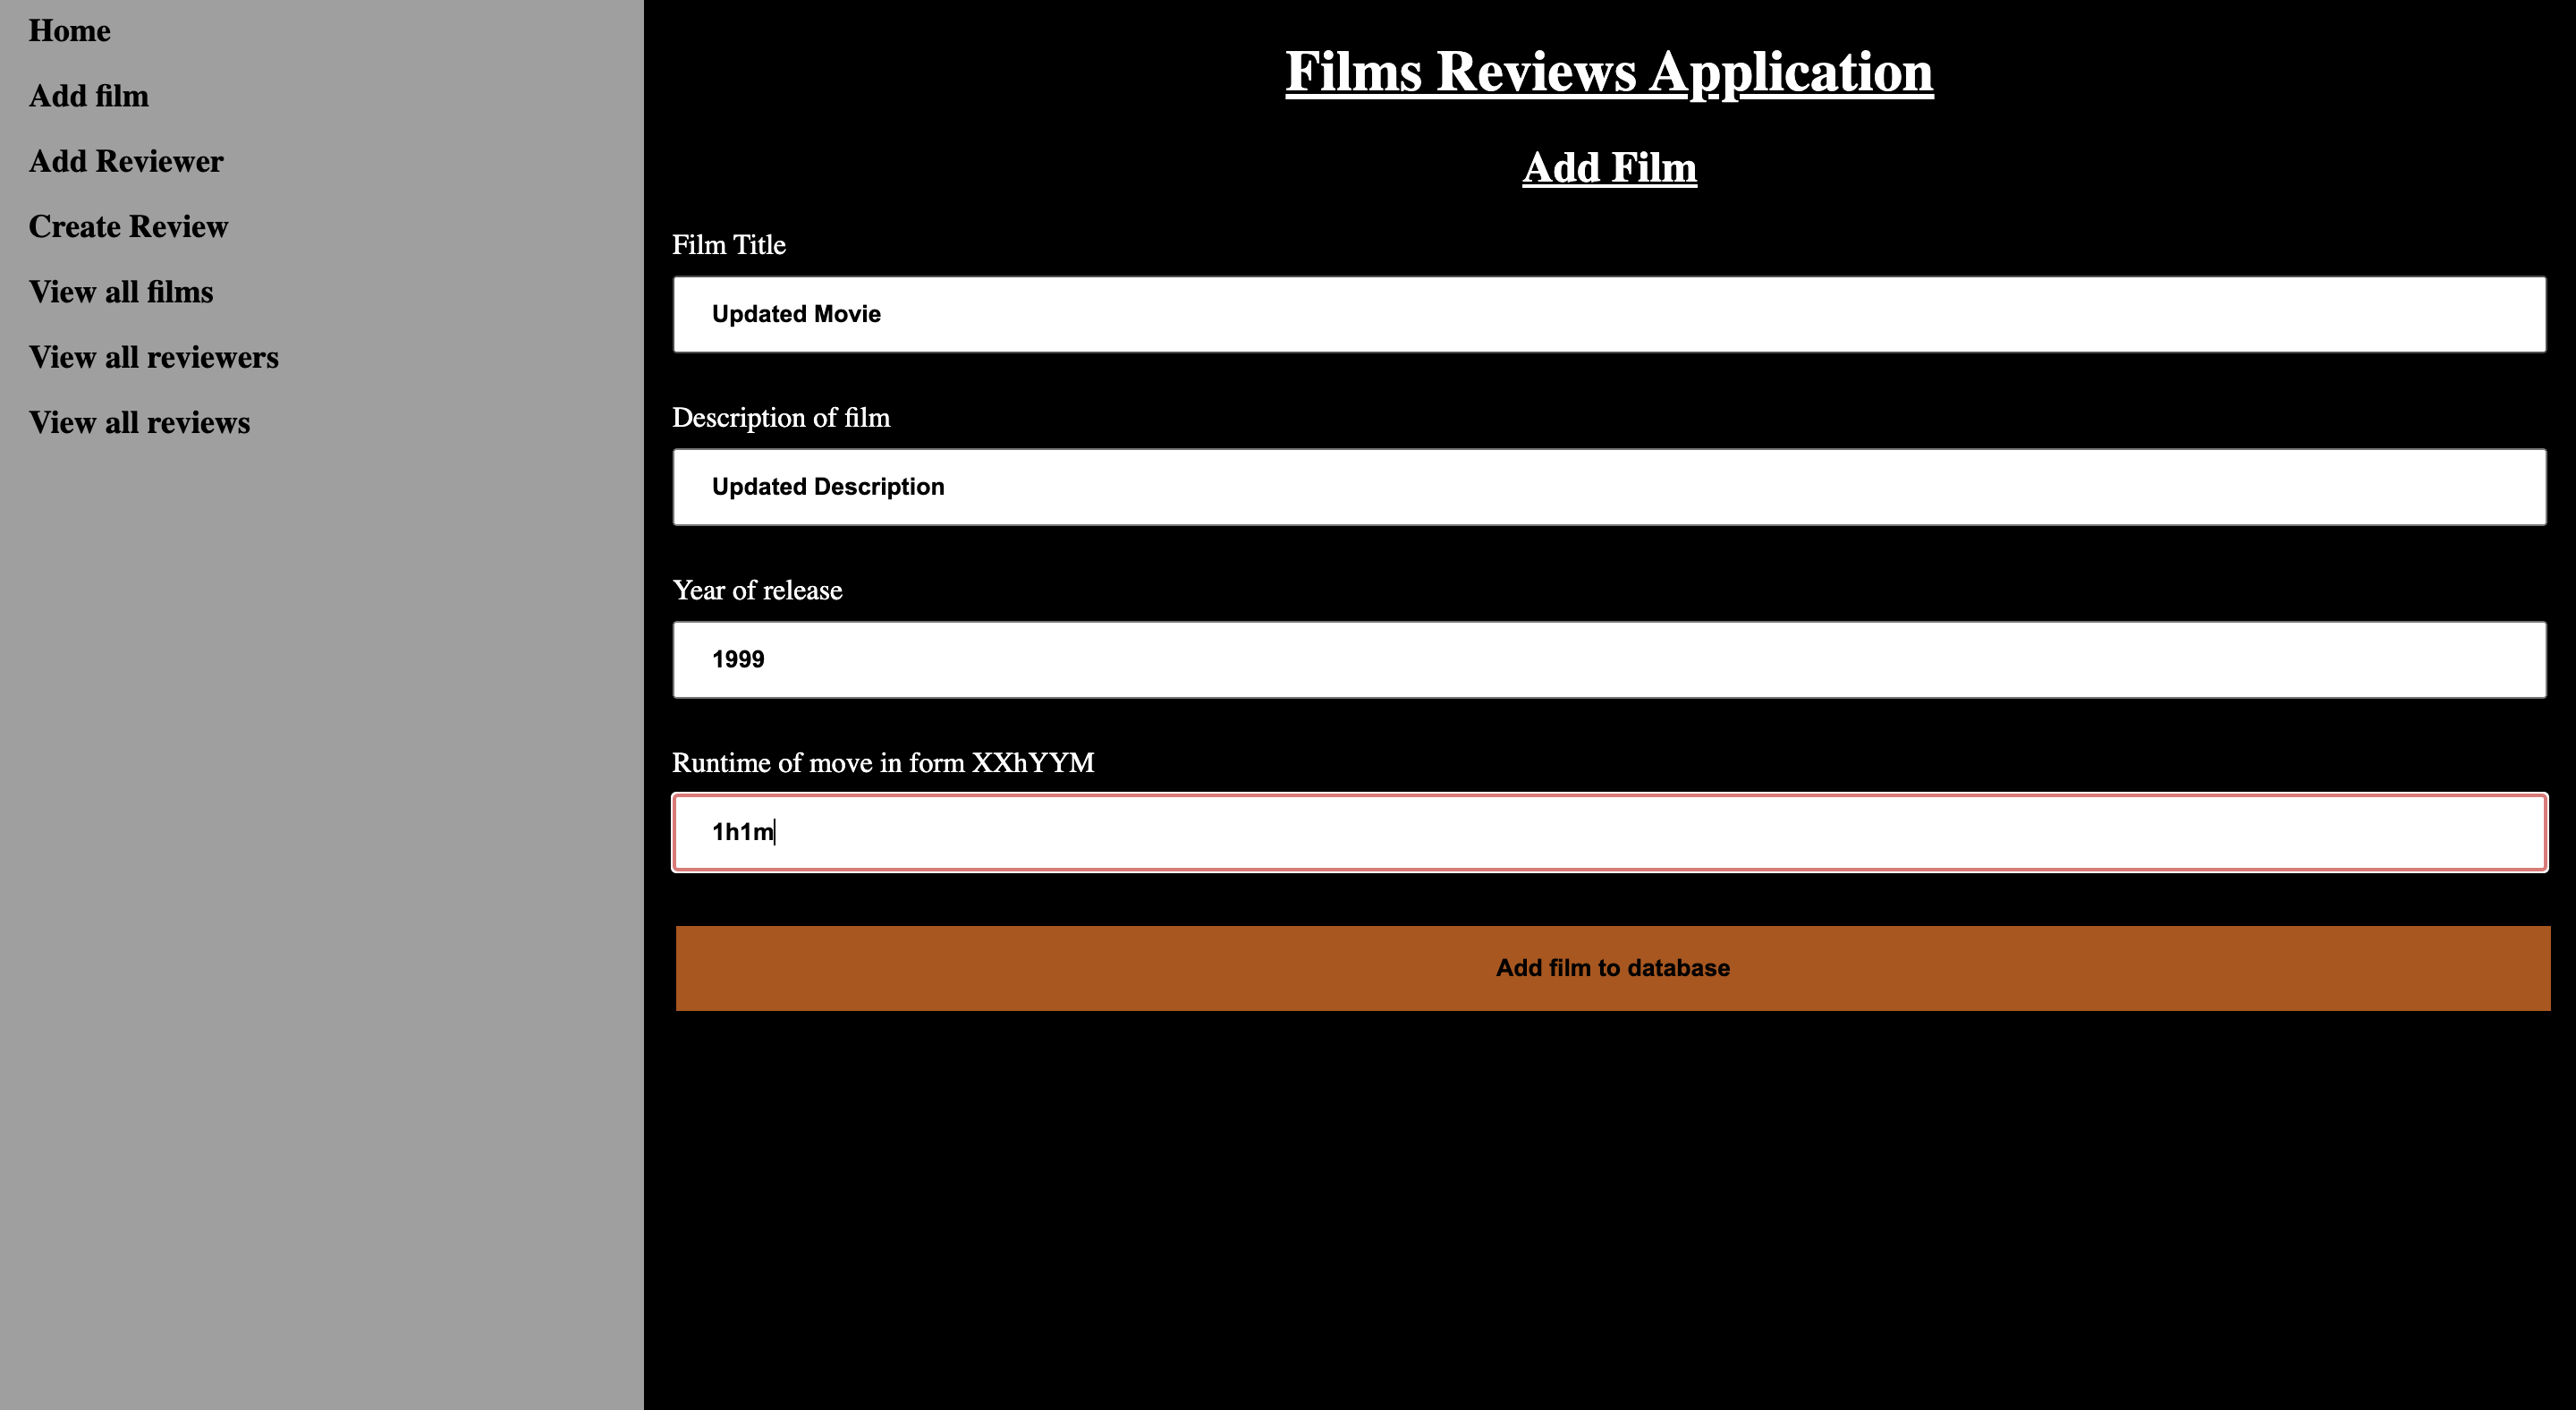 Home
Add film
Add Reviewer
Create Review
View all films
View all reviewers
View all reviews
Films Reviews Application
Add Film
Film Title
Updated Movie
Description of film
Updated Description
Year of release
1999
Runtime of move in form XXhYYM
1h1m
Add film to database